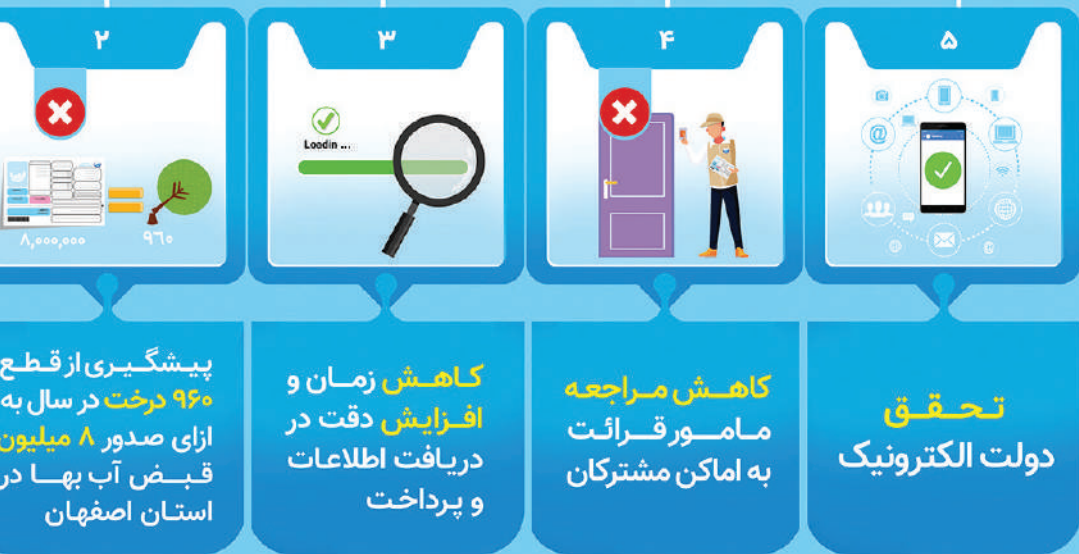 ۲
۸,۰۰۰,۰۰۰
۹۶۰
پیشگیری از قطع
۹۶۰ درخت در سال به
ازای صدور ۸ میلیون
قبض آب بها در
استان اصفهان
۳
Loadin ...
کاهش زمان و
افزایش دقت در
دریافت اطلاعات
و پرداخت
۴
کاهش مراجعه
مامور قرائت
به اماکن مشترکان
۵
تحقق
دولت الکترونیک